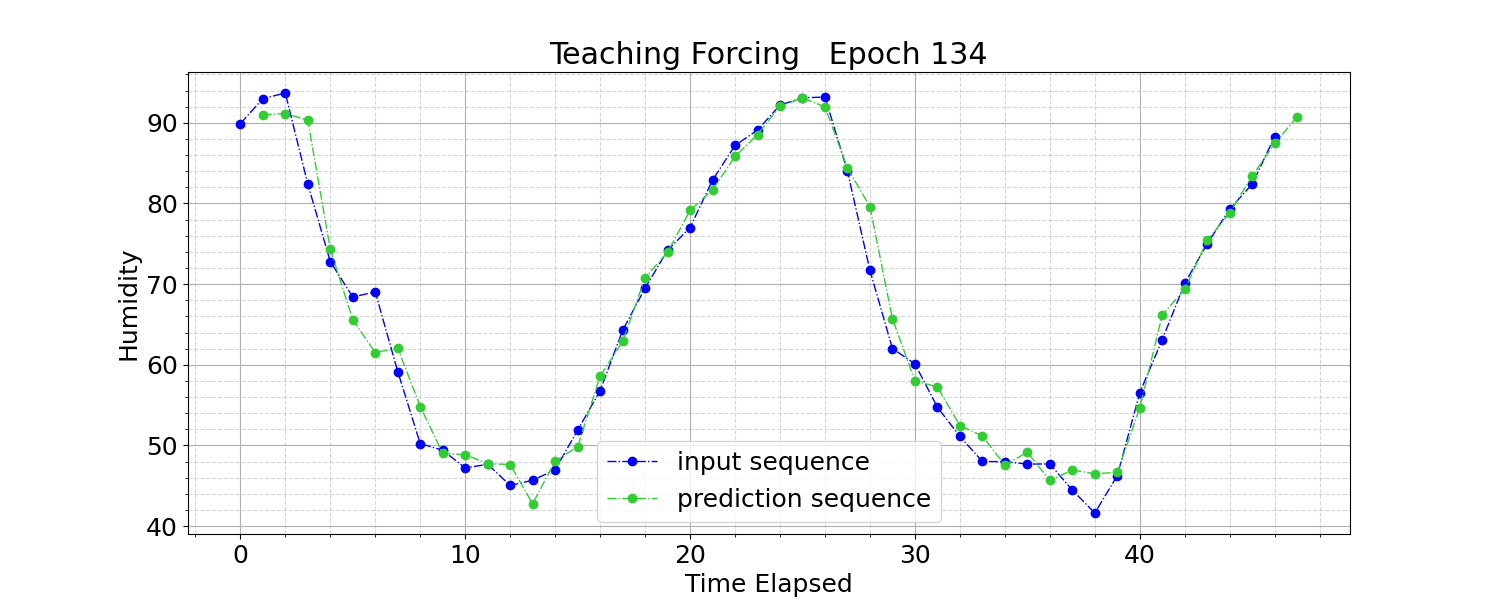 Teaching Forcing   Epoch 134
Humidity
90
80
70
60
50
40
input sequence
prediction sequence
0 10 20 30 40
Time Elapsed